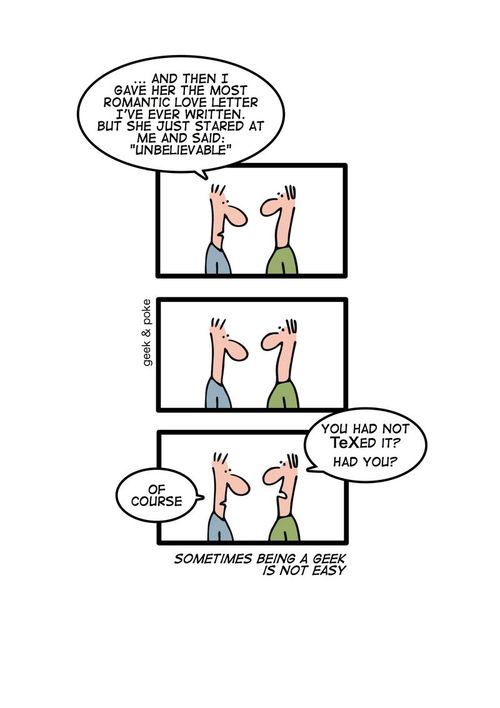 ... AND THEN I
GAVE HER THE MOST
ROMANTIC LOVE LETTER
I'VE EVER WRITTEN.
BUT SHE JUST STARED AT
ME AND SAID:
"UNBELIEVABLE"
geek & poke
YOU HAD NOT
TeXED IT?
HAD YOU?
OF
COURSE
SOMETIMES BEING A GEEK
IS NOT EASY